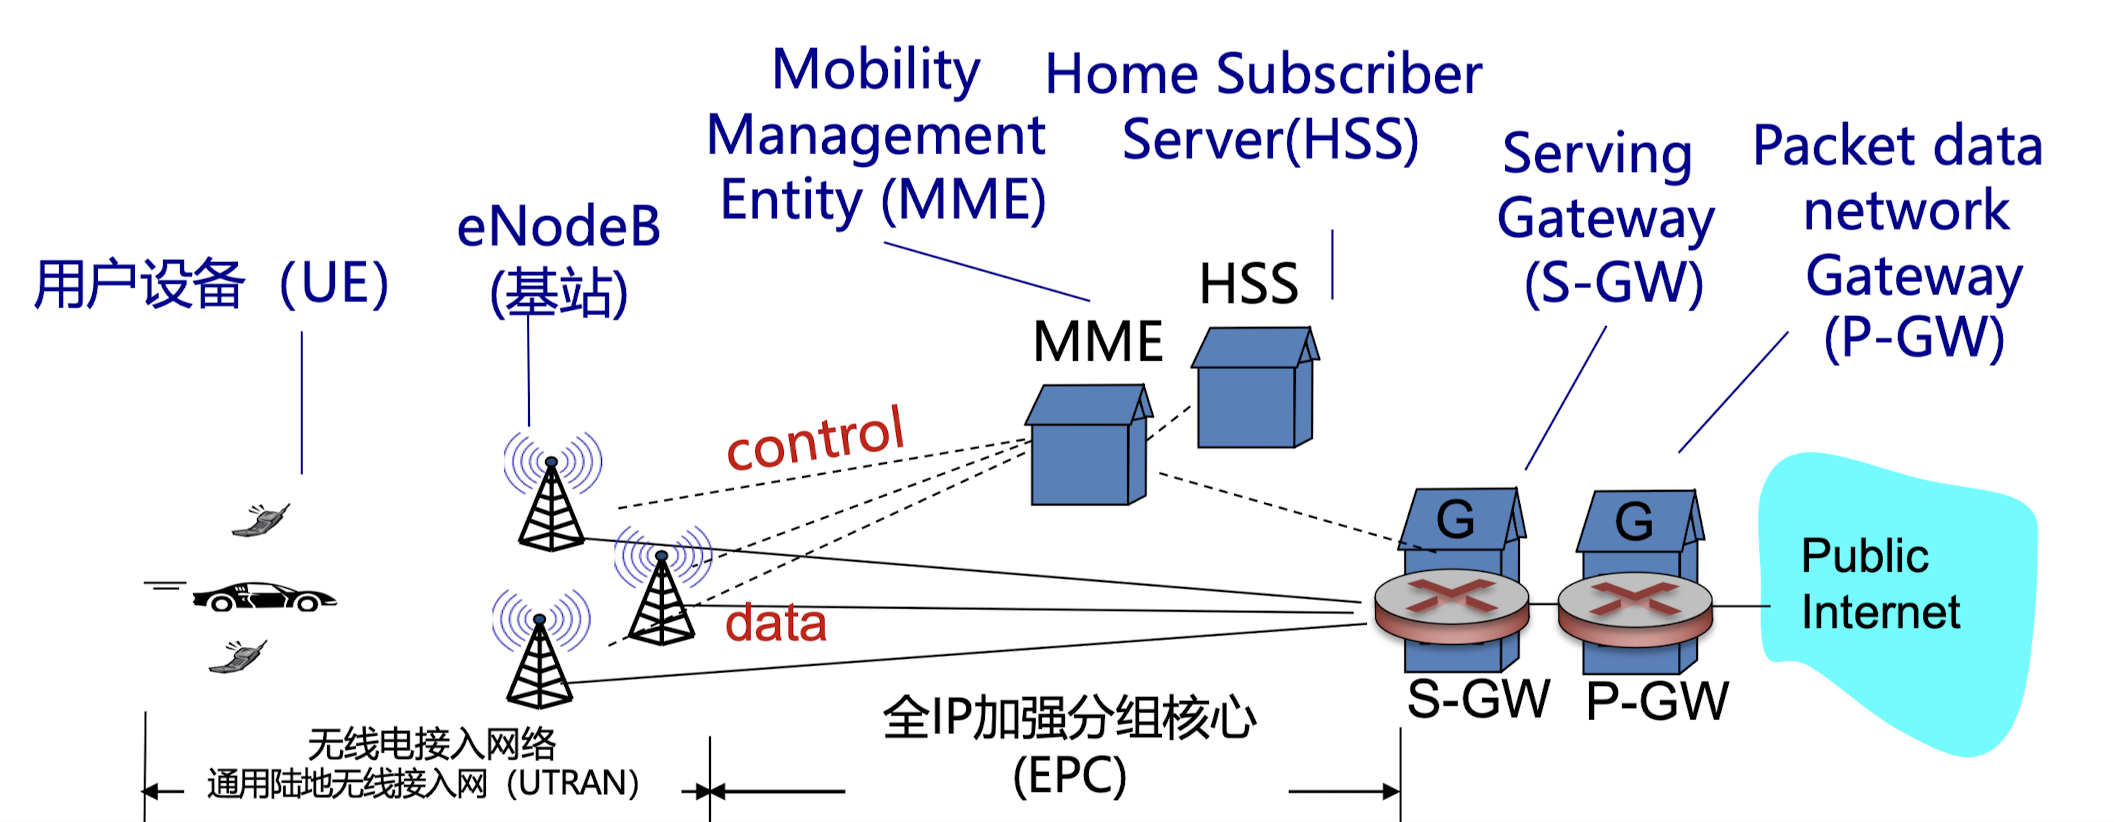 Mobility
Management
Entity (MME)
Home Subscriber
Server(HSS)
Serving
Gateway
(S-GW)
Packet data
network
Gateway
(P-GW)
eNodeB
(基站)
用户设备（UE）
HSS
MME
control
data
G
G
Public
Internet
S-GW
P-GW
全IP加强分组核心
(EPC)
无线电接入网络
通用陆地无线接入网（UTRAN）